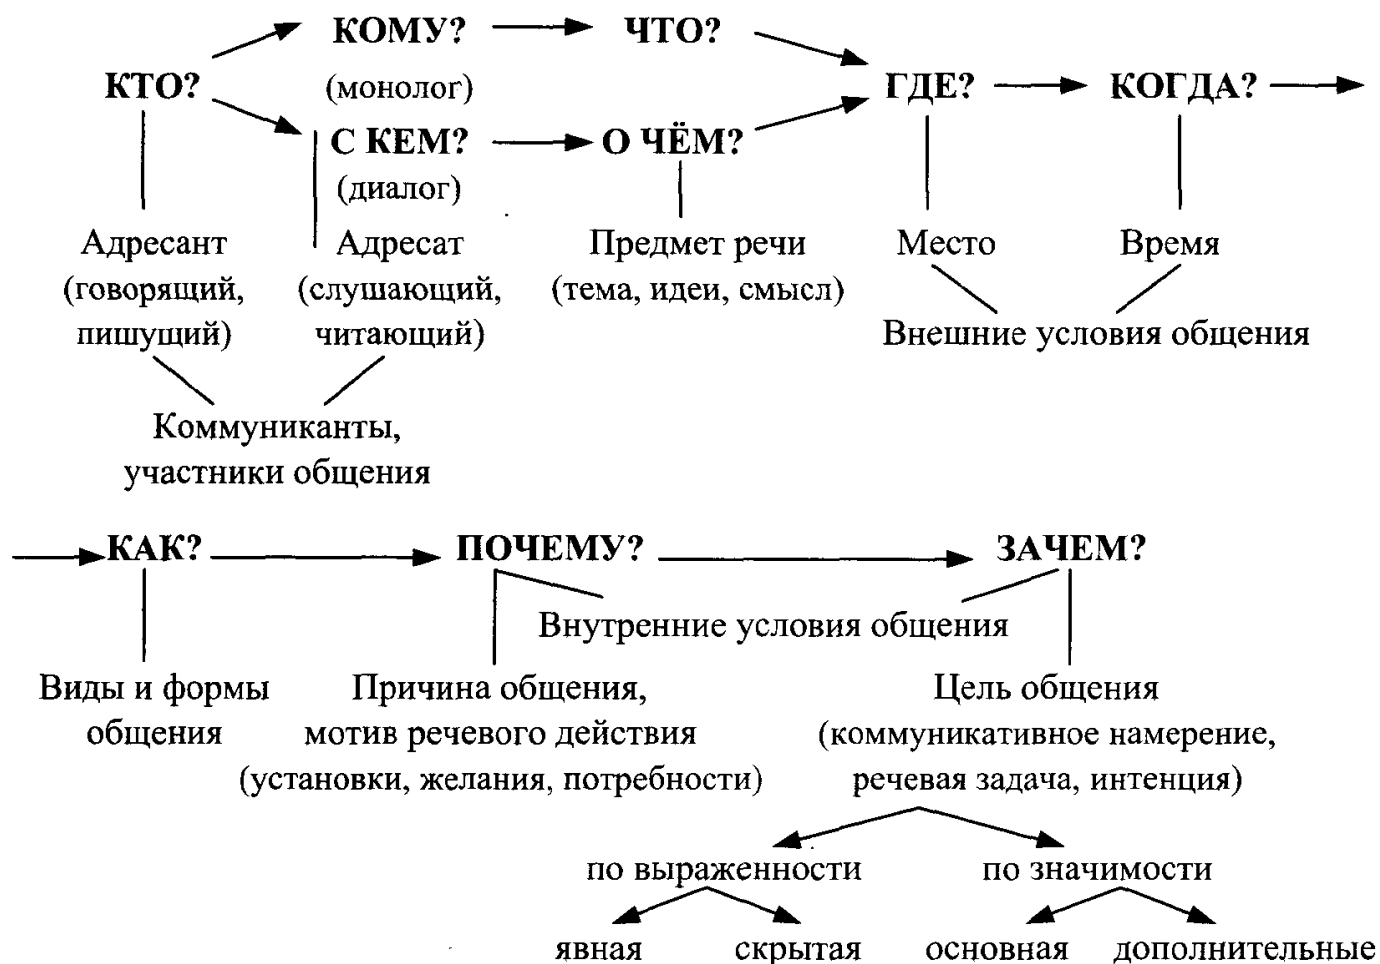 КОМУ? ЧТО?
КТО? (монолог) ГДЕ? КОГДА?
С КЕМ? О ЧЁМ?
(диалог)
Адресант Адресат Предмет речи Место Время
(говорящий, (слушающий, (тема, идеи, смысл)
пишущий) читающий) Внешние условия общения
Коммуниканты,
участники общения
КАК? ПОЧЕМУ? ЗАЧЕМ?
Внутренние условия общения
Виды и формы Причина общения, Цель общения
общения мотив речевого действия (коммуникативное намерение,
(установки, желания, потребности) речевая задача, интенция)
по выраженности по значимости
явная скрытая основная дополнительные